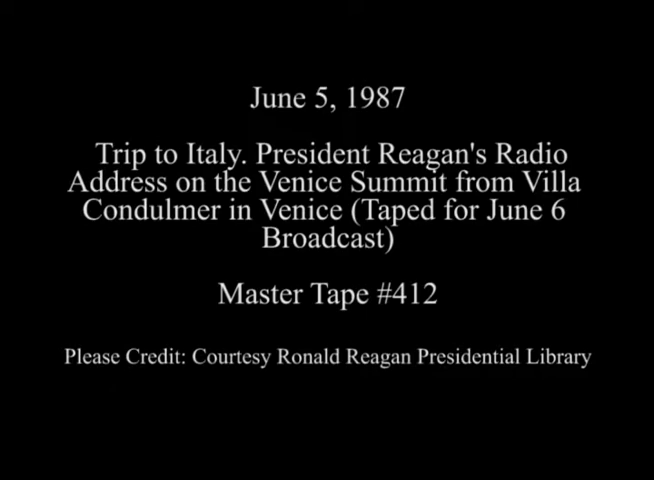 June 5, 1987
Trip to Italy. President Reagan's Radio
Address on the Venice Summit from Villa
Condulmer in Venice (Taped for June 6
Broadcast)
Master Tape #412
Please Credit: Courtesy Ronald Reagan Presidential Library